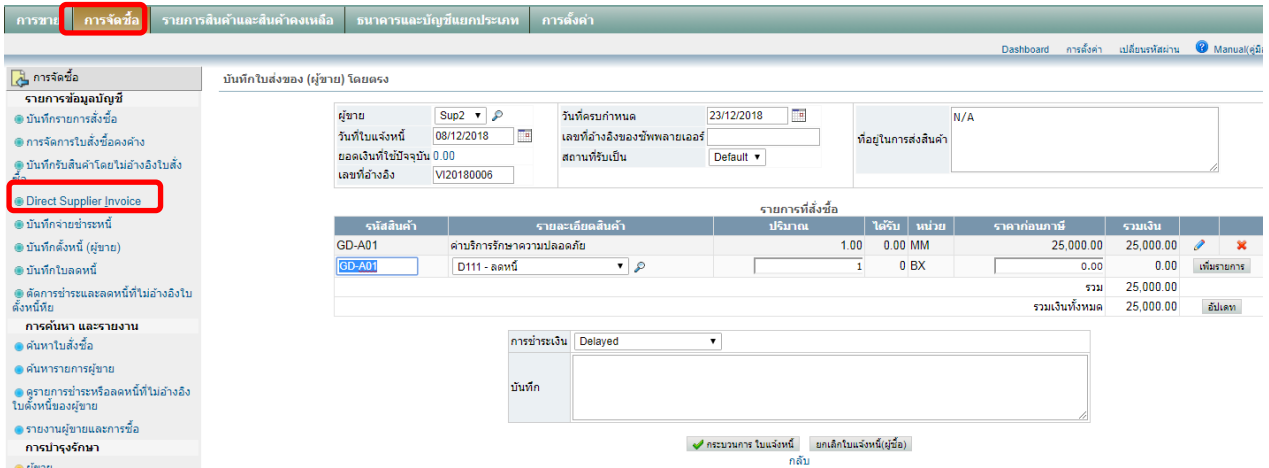 การขาย การจัดซื้อ รายการสินค้าและสินค้าคงเหลือ ธนาคารและบัญชีแยกประเภท การตั้งค่า
Dashboard การตั้งค่า เปลี่ยนรหัสผ่าน Manual(คู่มือ
การจัดซื้อ
รายการข้อมูลบัญชี
บันทึกรายการสั่งซื้อ
การจัดการใบสั่งซื้อคงค้าง
บันทึกรับสินค้าโดยไม่อ้างอิงใบสั่ง
ซื้อ
Direct Supplier Invoice
บันทึกจ่ายชำระหนี้
บันทึกตั้งหนี้ (ผู้ขาย)
บันทึกใบลดหนี้
ตัดการชำระและลดหนี้ที่ไม่อ้างอิงใบ
ตั้งหนี้หีย
การค้นหา และรายงาน
ค้นหาใบสั่งซื้อ
ค้นหารายการผู้ขาย
ดูรายการชำระหรือลดหนี้ที่ไม่อ้างอิง
ใบตั้งหนี้ของผู้ขาย
รายงานผู้ขายและการซื้อ
การบำรุงรักษา
ผู้ขาย
บันทึกใบส่งของ (ผู้ขาย) โดยตรง
ผู้ขาย Sup2
วันที่ใบแจ้งหนี้ 08/12/2018
ยอดเงินที่ใช้ปัจจุบัน 0.00
เลขที่อ้างอิง VI20180006
วันที่ครบกำหนด 23/12/2018
เลขที่อ้างอิงของซัพพลายเออร์
สถานที่รับเป็น Default
ที่อยู่ในการส่งสินค้า N/A
รายการที่สั่งซื้อ
รหัสสินค้า รายละเอียดสินค้า ปริมาณ ได้รับ หน่วย ราคาก่อนภาษี รวมเงิน
GD-A01 ค่าบริการรักษาความปลอดภัย 1.00 0.00 MM 25,000.00 25,000.00
GD-A01 D111 - ลดหนี้ 1 0 BX 0.00 0.00 เพิ่มรายการ
รวม 25,000.00
รวมเงินทั้งหมด 25,000.00 อัปเดท
การชำระเงิน Delayed
บันทึก
กระบวนการ ใบแจ้งหนี้ ยกเลิกใบแจ้งหนี้(ผู้ซื้อ)
กลับ